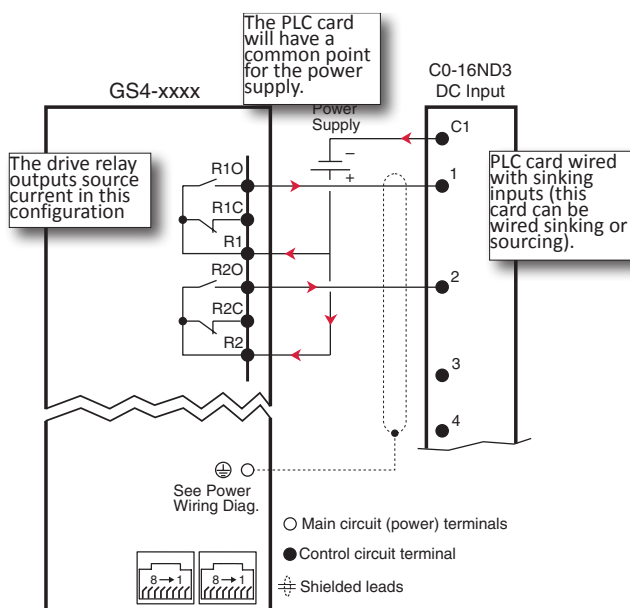 The PLC card
will have a
common point
for the power
supply.
GS4-xxxx
C0-16ND3
DC Input
Power
Supply
C1
–
+
The drive relay
outputs source
current in this
configuration
PLC card wired
with sinking
inputs (this
card can be
wired sinking or
sourcing).
R1O
1
R1C
R1
R2O
2
R2C
R2
3
4
See Power
Wiring Diag.
Main circuit (power) terminals
Control circuit terminal
Shielded leads
8→1
8→1